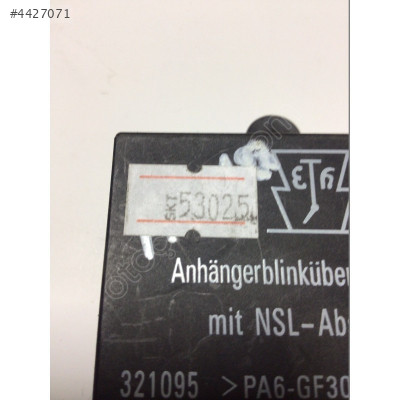 #4427071
SKT
53025
Anhängerblinküber
mit NSL-Ab
321095 >PA6-GF30